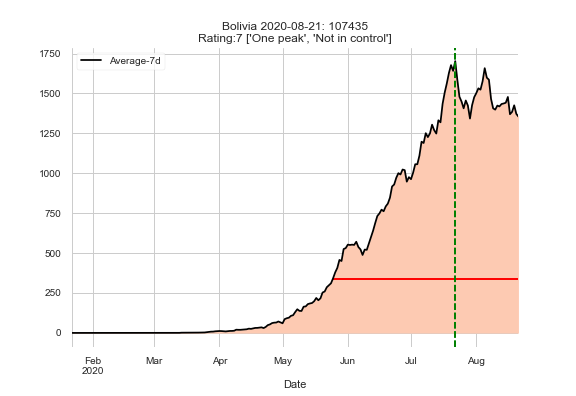 Bolivia 2020-08-21: 107435
Rating:7 ['One peak', 'Not in control']
Average-7d
1750
1500
1250
1000
750
500
250
0
Feb Mar Apr May Jun Jul Aug
2020
Date